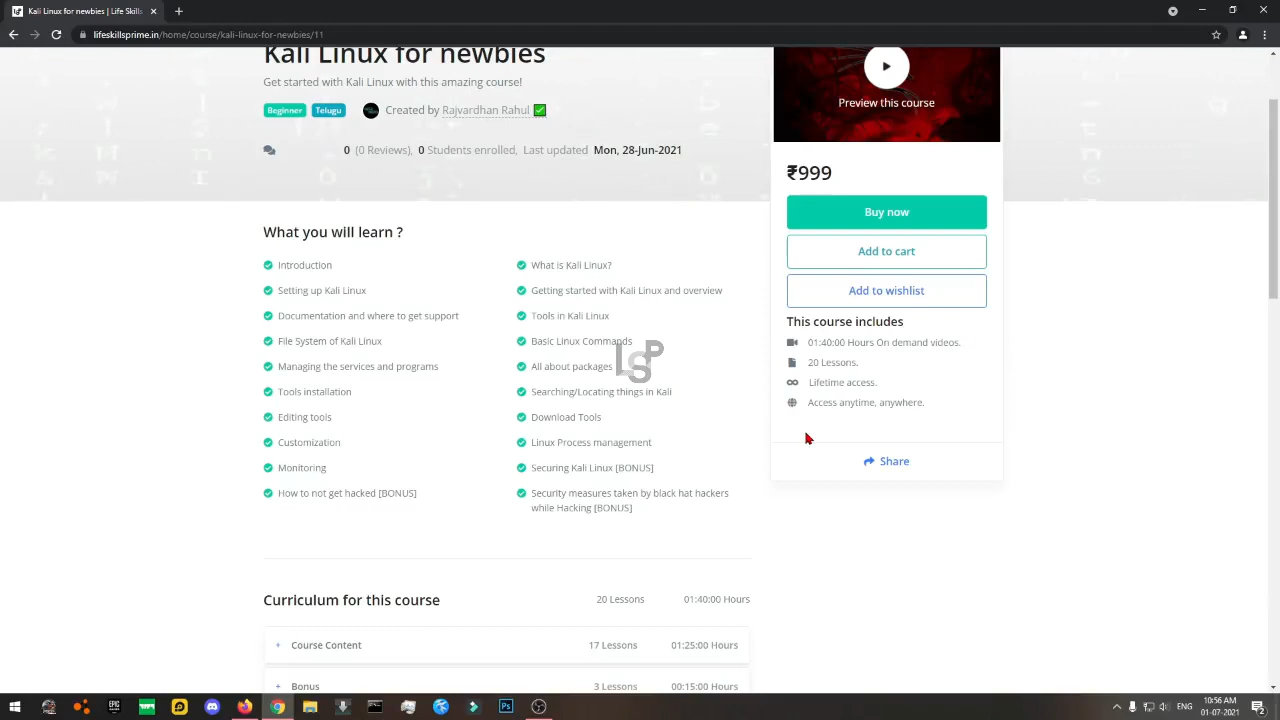 Kali Linux for newbies | Life Skills
lifeskillsprime.in/home/course/kali-linux-for-newbies/11
Kali Linux for newbies
Get started with Kali Linux with this amazing course!
Beginner Telugu Created by Rajvardhan Rahul
0 (0 Reviews), 0 Students enrolled, Last updated Mon, 28-Jun-2021
Preview this course
₹999
Buy now
Add to cart
Add to wishlist
This course includes
01:40:00 Hours On demand videos.
20 Lessons.
Lifetime access.
Access anytime, anywhere.
Share
What you will learn ?
Introduction
What is Kali Linux?
Setting up Kali Linux
Getting started with Kali Linux and overview
Documentation and where to get support
Tools in Kali Linux
File System of Kali Linux
Basic Linux Commands
Managing the services and programs
All about packages
Tools installation
Searching/Locating things in Kali
Editing tools
Download Tools
Customization
Linux Process management
Monitoring
Securing Kali Linux [BONUS]
How to not get hacked [BONUS]
Security measures taken by black hat hackers
while Hacking [BONUS]
LSP
Curriculum for this course 20 Lessons 01:40:00 Hours
+ Course Content 17 Lessons 01:25:00 Hours
+ Bonus 3 Lessons 00:15:00 Hours
ENG
10:56 AM
01-07-2021